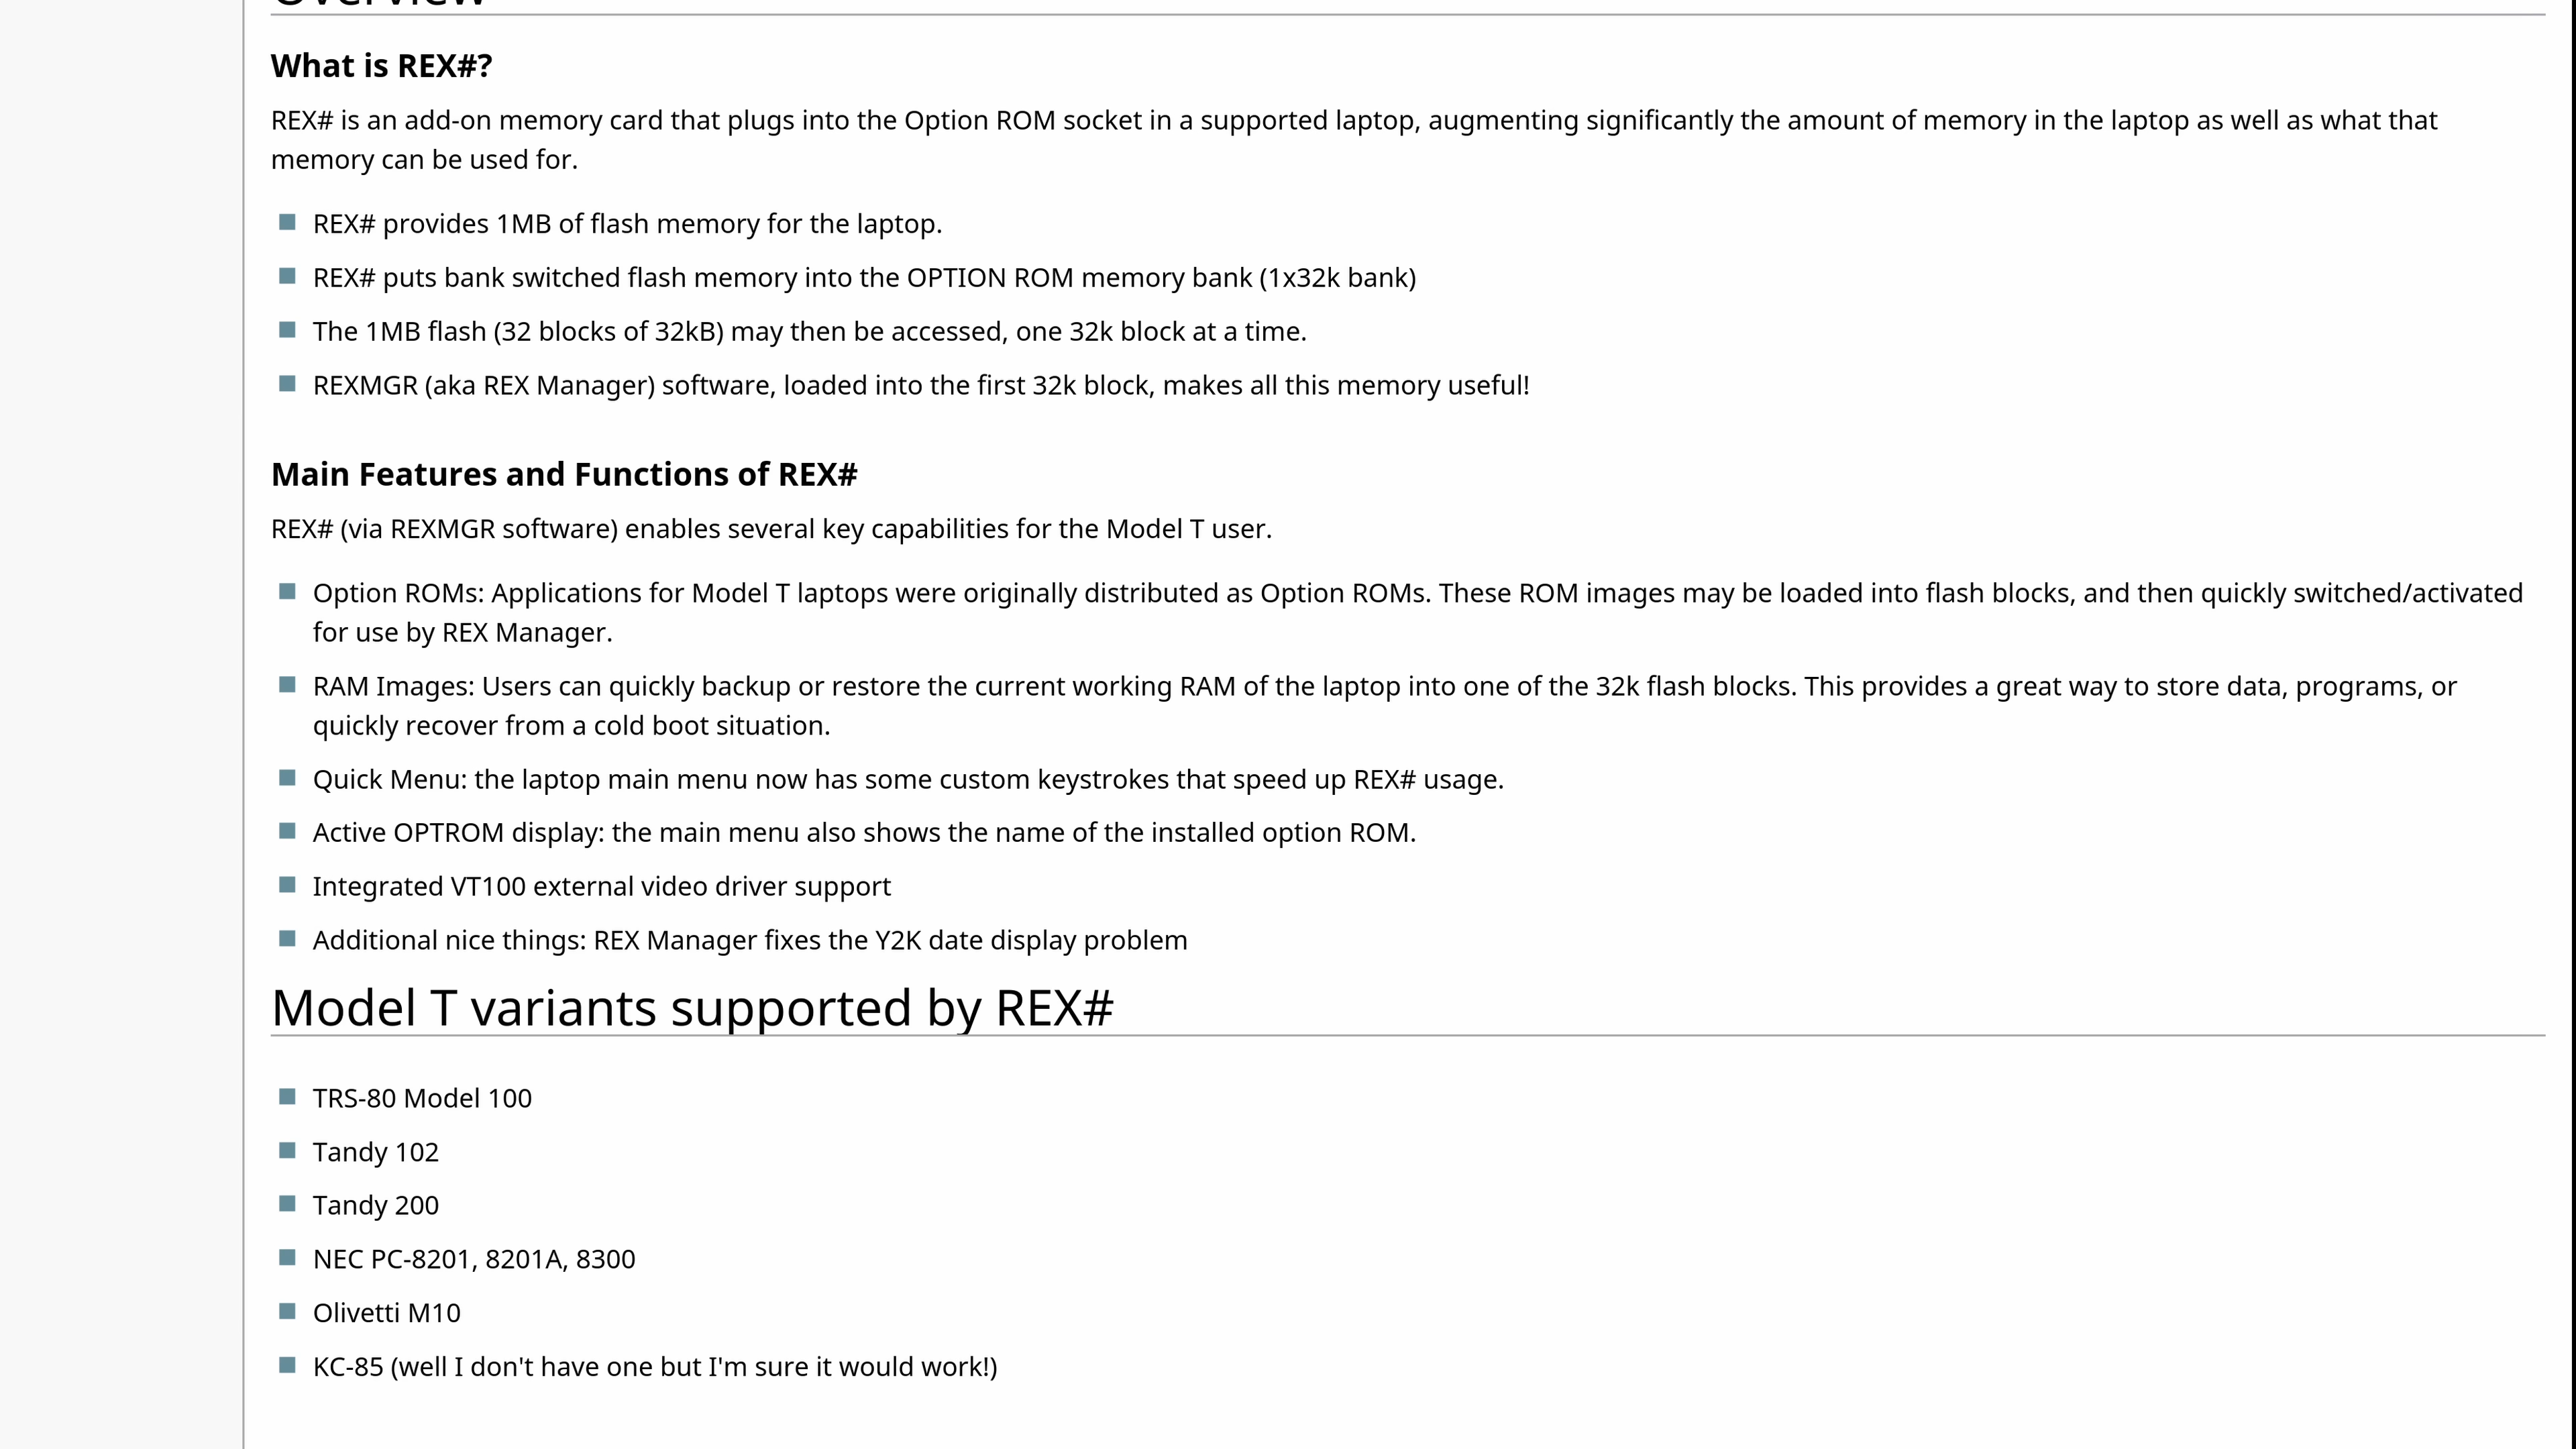 Overview
What is REX#?
REX# is an add-on memory card that plugs into the Option ROM socket in a supported laptop, augmenting significantly the amount of memory in the laptop as well as what that
memory can be used for.
REX# provides 1MB of flash memory for the laptop.
REX# puts bank switched flash memory into the OPTION ROM memory bank (1x32k bank)
The 1MB flash (32 blocks of 32kB) may then be accessed, one 32k block at a time.
REXMGR (aka REX Manager) software, loaded into the first 32k block, makes all this memory useful!
Main Features and Functions of REX#
REX# (via REXMGR software) enables several key capabilities for the Model T user.
Option ROMs: Applications for Model T laptops were originally distributed as Option ROMs. These ROM images may be loaded into flash blocks, and then quickly switched/activated
for use by REX Manager.
RAM Images: Users can quickly backup or restore the current working RAM of the laptop into one of the 32k flash blocks. This provides a great way to store data, programs, or
quickly recover from a cold boot situation.
Quick Menu: the laptop main menu now has some custom keystrokes that speed up REX# usage.
Active OPTROM display: the main menu also shows the name of the installed option ROM.
Integrated VT100 external video driver support
Additional nice things: REX Manager fixes the Y2K date display problem
Model T variants supported by REX#
TRS-80 Model 100
Tandy 102
Tandy 200
NEC PC-8201, 8201A, 8300
Olivetti M10
KC-85 (well I don't have one but I'm sure it would work!)